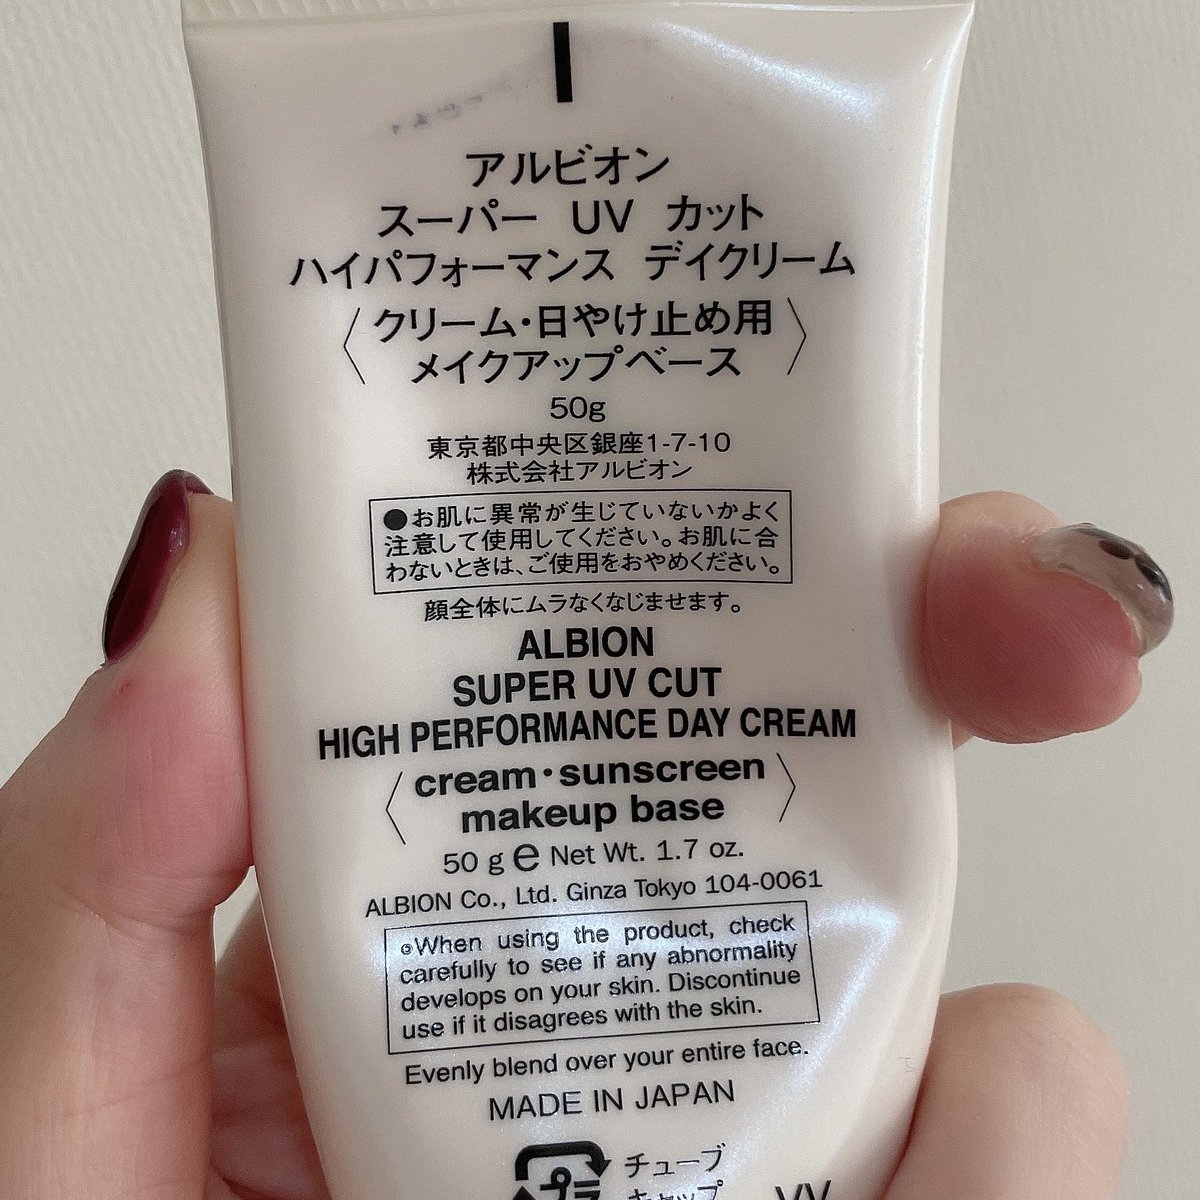 アルビオン
スーパー UV カット
ハイパフォーマンス デイクリーム
〈クリーム・日やけ止め用
メイクアップベース〉
50g
東京都中央区銀座1-7-10
株式会社アルビオン
●お肌に異常が生じていないかよく
注意して使用してください。お肌に合
わないときは、ご使用をおやめください。
顔全体にムラなくなじませます。
ALBION
SUPER UV CUT
HIGH PERFORMANCE DAY CREAM
〈cream・sunscreen
makeup base〉
50 g e Net Wt. 1.7 oz.
ALBION Co., Ltd. Ginza Tokyo 104-0061
When using the product, check
carefully to see if any abnormality
develops on your skin. Discontinue
use if it disagrees with the skin.
Evenly blend over your entire face.
MADE IN JAPAN
プラ チューブ
キャップ